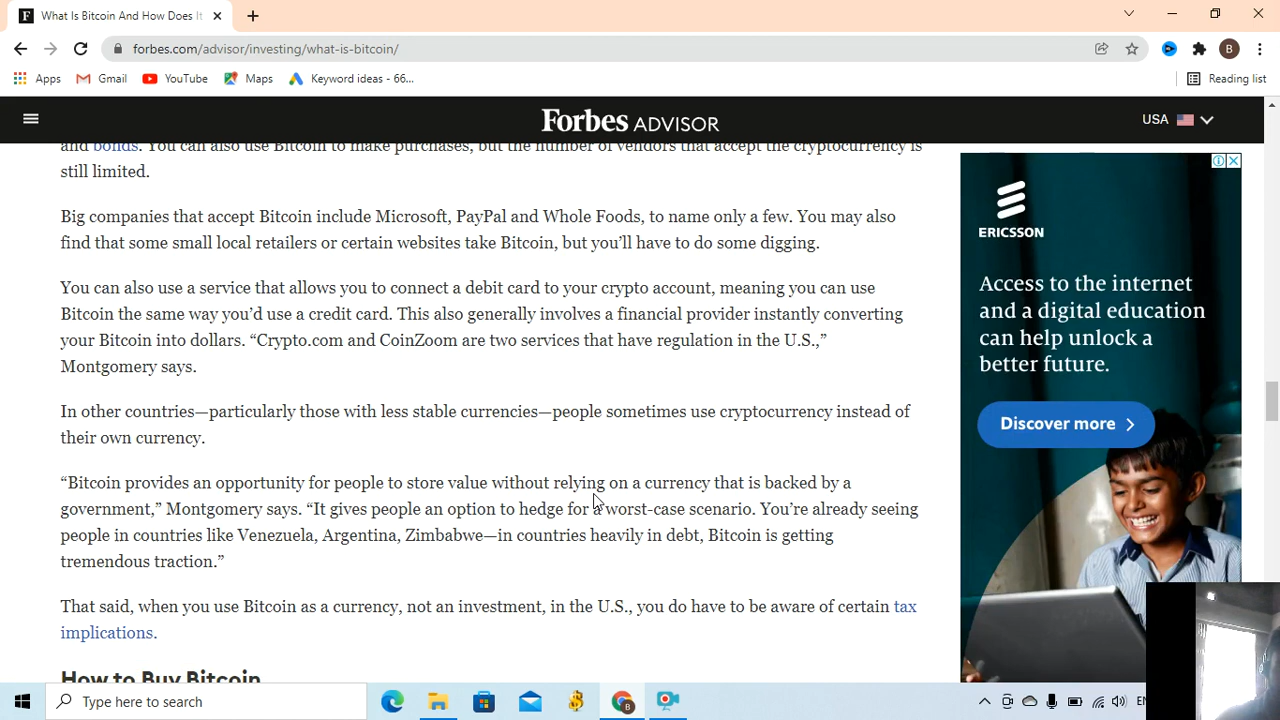 What Is Bitcoin And How Does It
forbes.com/advisor/investing/what-is-bitcoin/
B
Apps
Gmail
YouTube
Maps
Keyword ideas - 66...
Reading list
Forbes ADVISOR
USA
and bonds. You can also use Bitcoin to make purchases, but the number of vendors that accept the cryptocurrency is
still limited.
Big companies that accept Bitcoin include Microsoft, PayPal and Whole Foods, to name only a few. You may also
find that some small local retailers or certain websites take Bitcoin, but you’ll have to do some digging.
You can also use a service that allows you to connect a debit card to your crypto account, meaning you can use
Bitcoin the same way you’d use a credit card. This also generally involves a financial provider instantly converting
your Bitcoin into dollars. “Crypto.com and CoinZoom are two services that have regulation in the U.S.,”
Montgomery says.
In other countries—particularly those with less stable currencies—people sometimes use cryptocurrency instead of
their own currency.
“Bitcoin provides an opportunity for people to store value without relying on a currency that is backed by a
government,” Montgomery says. “It gives people an option to hedge for a worst-case scenario. You’re already seeing
people in countries like Venezuela, Argentina, Zimbabwe—in countries heavily in debt, Bitcoin is getting
tremendous traction.”
That said, when you use Bitcoin as a currency, not an investment, in the U.S., you do have to be aware of certain tax
implications.
How to Buy Bitcoin
ERICSSON
Access to the internet
and a digital education
can help unlock a
better future.
Discover more
Type here to search